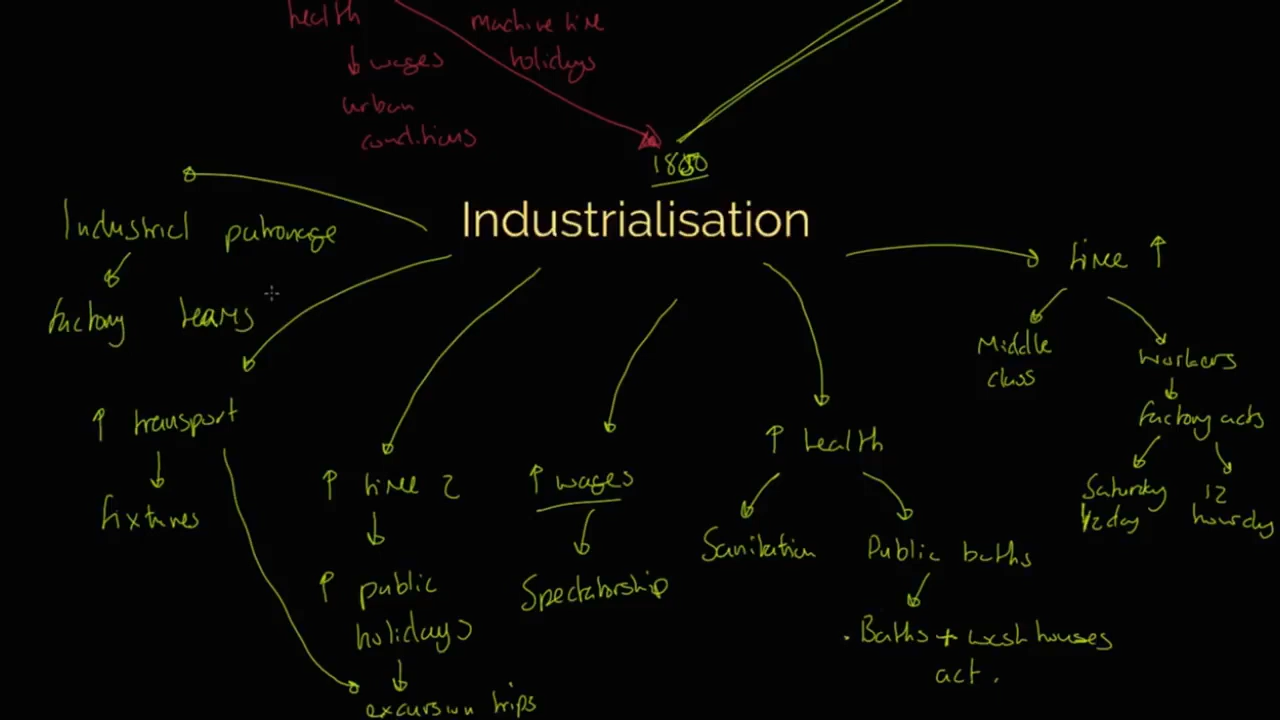 health
↓ wages
urban
conditions
Machine time
holidays
1850
Industrialisation
Industrial patronage
factory teams
↑ transport
fixtures
↑ time 2
↑ public
holidays
excursion trips
↑ wages
Spectatorship
↑ health
Sanitation
Public baths
. Baths + wash houses
act .
time ↑
Middle
class
Workers
factory acts
Saturday
1/2 day
12
hour day